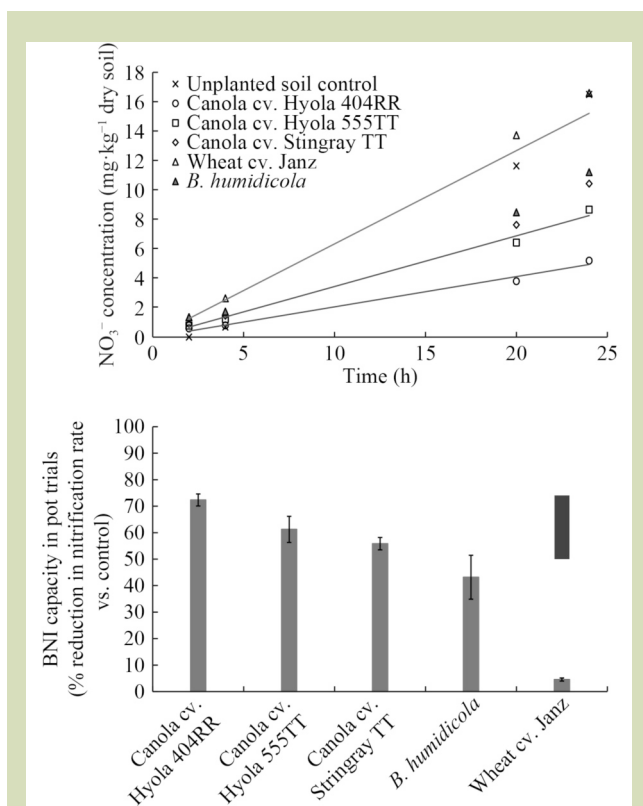 18
16
14
12
10
8
6
4
2
0
NO₃⁻ concentration (mg·kg⁻¹ dry soil)
× Unplanted soil control
○ Canola cv. Hyola 404RR
□ Canola cv. Hyola 555TT
◇ Canola cv. Stingray TT
△ Wheat cv. Janz
▲ B. humidicola
0 5 10 15 20 25
Time (h)
100
90
80
70
60
50
40
30
20
10
0
BNI capacity in pot trials
(% reduction in nitrification rate
vs. control)
Canola cv.
Hyola 404RR
Canola cv.
Hyola 555TT
Canola cv.
Stringray TT
B. humidicola
Wheat cv. Janz